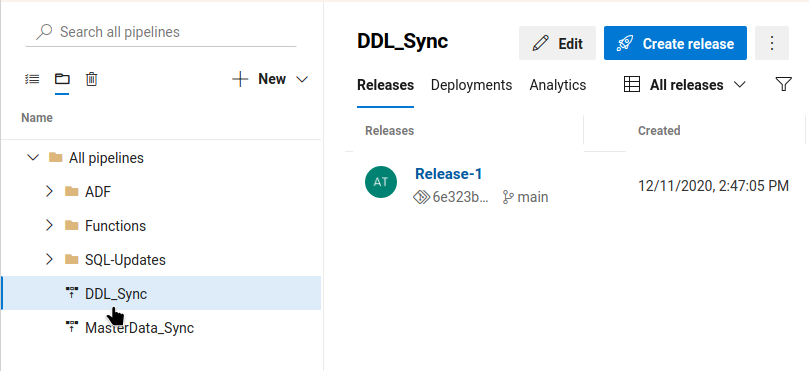 Search all pipelines
New
Name
All pipelines
ADF
Functions
SQL-Updates
DDL_Sync
MasterData_Sync
DDL_Sync
Edit
Create release
Releases Deployments Analytics
All releases
Releases Created
AT
Release-1
6e323b... main
12/11/2020, 2:47:05 PM